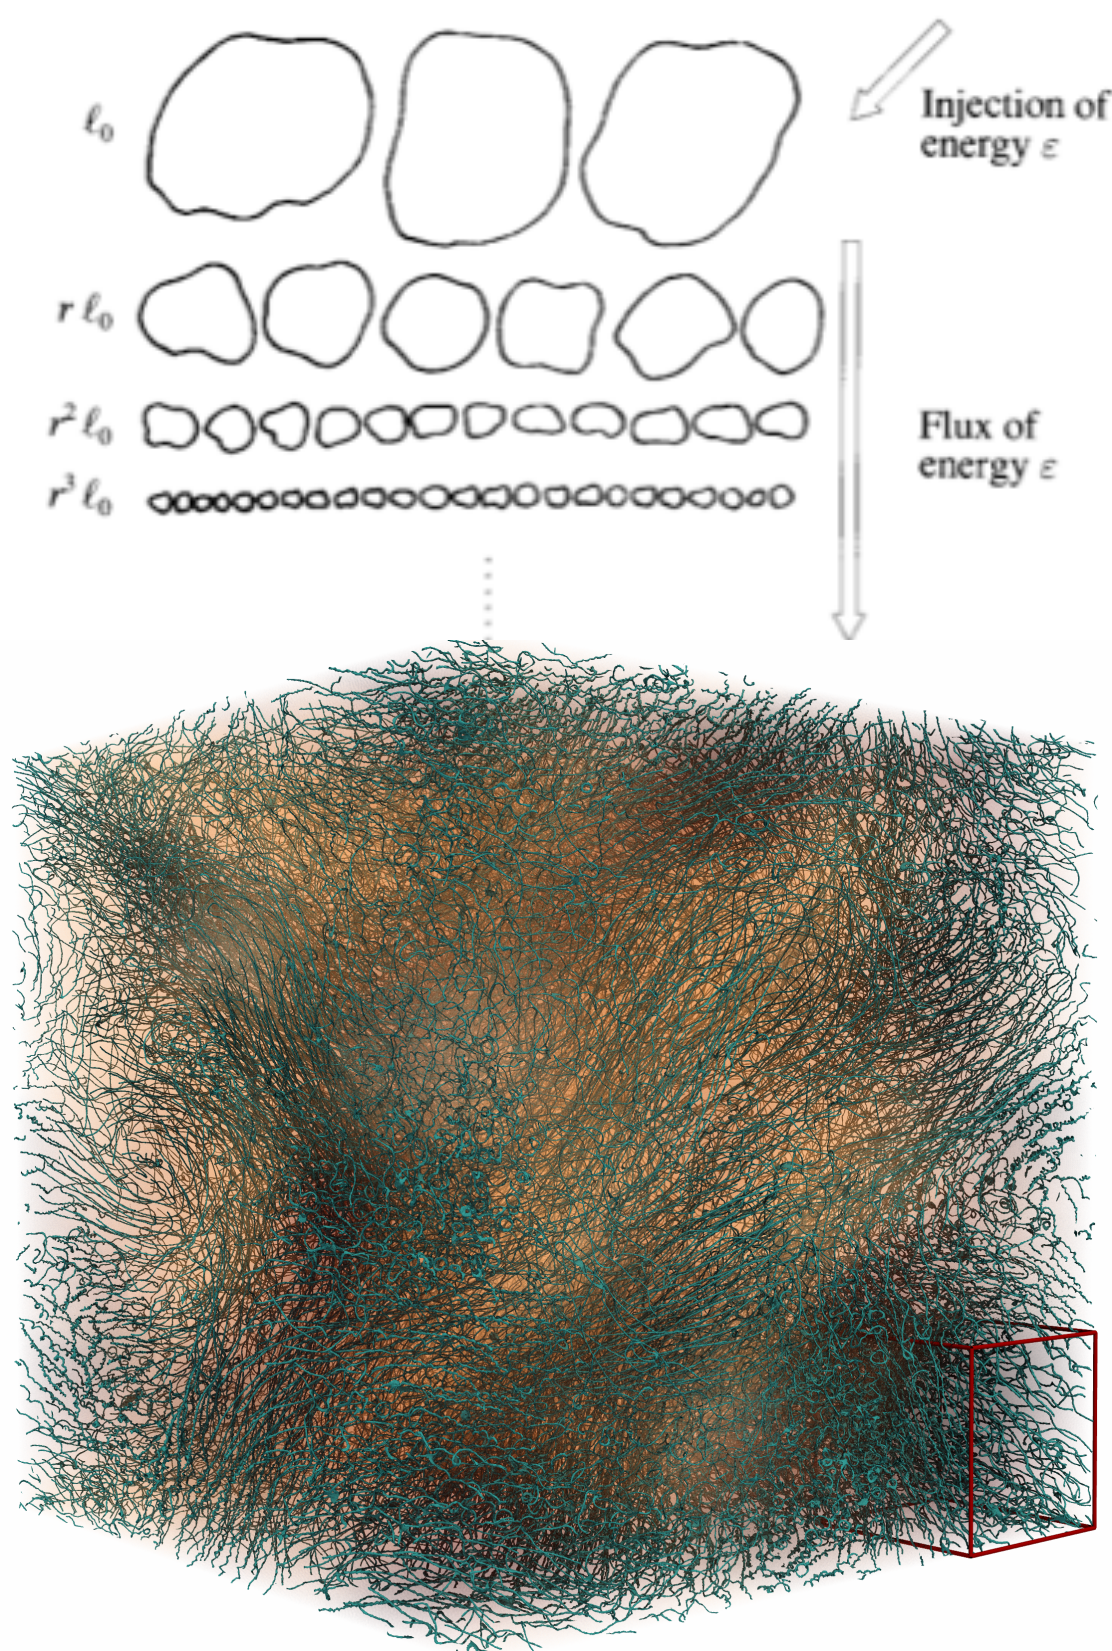 ℓ₀
Injection of
energy ε
r ℓ₀
r² ℓ₀
Flux of
energy ε
r³ ℓ₀